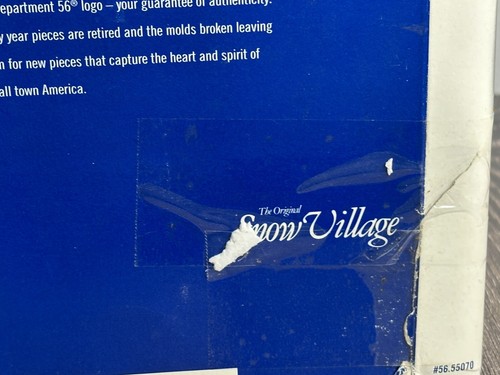 epartment 56® logo – your guarantee of authenticity.
y year pieces are retired and the molds broken leaving
n for new pieces that capture the heart and spirit of
all town America.
The Original
Snow Village
#56.55070